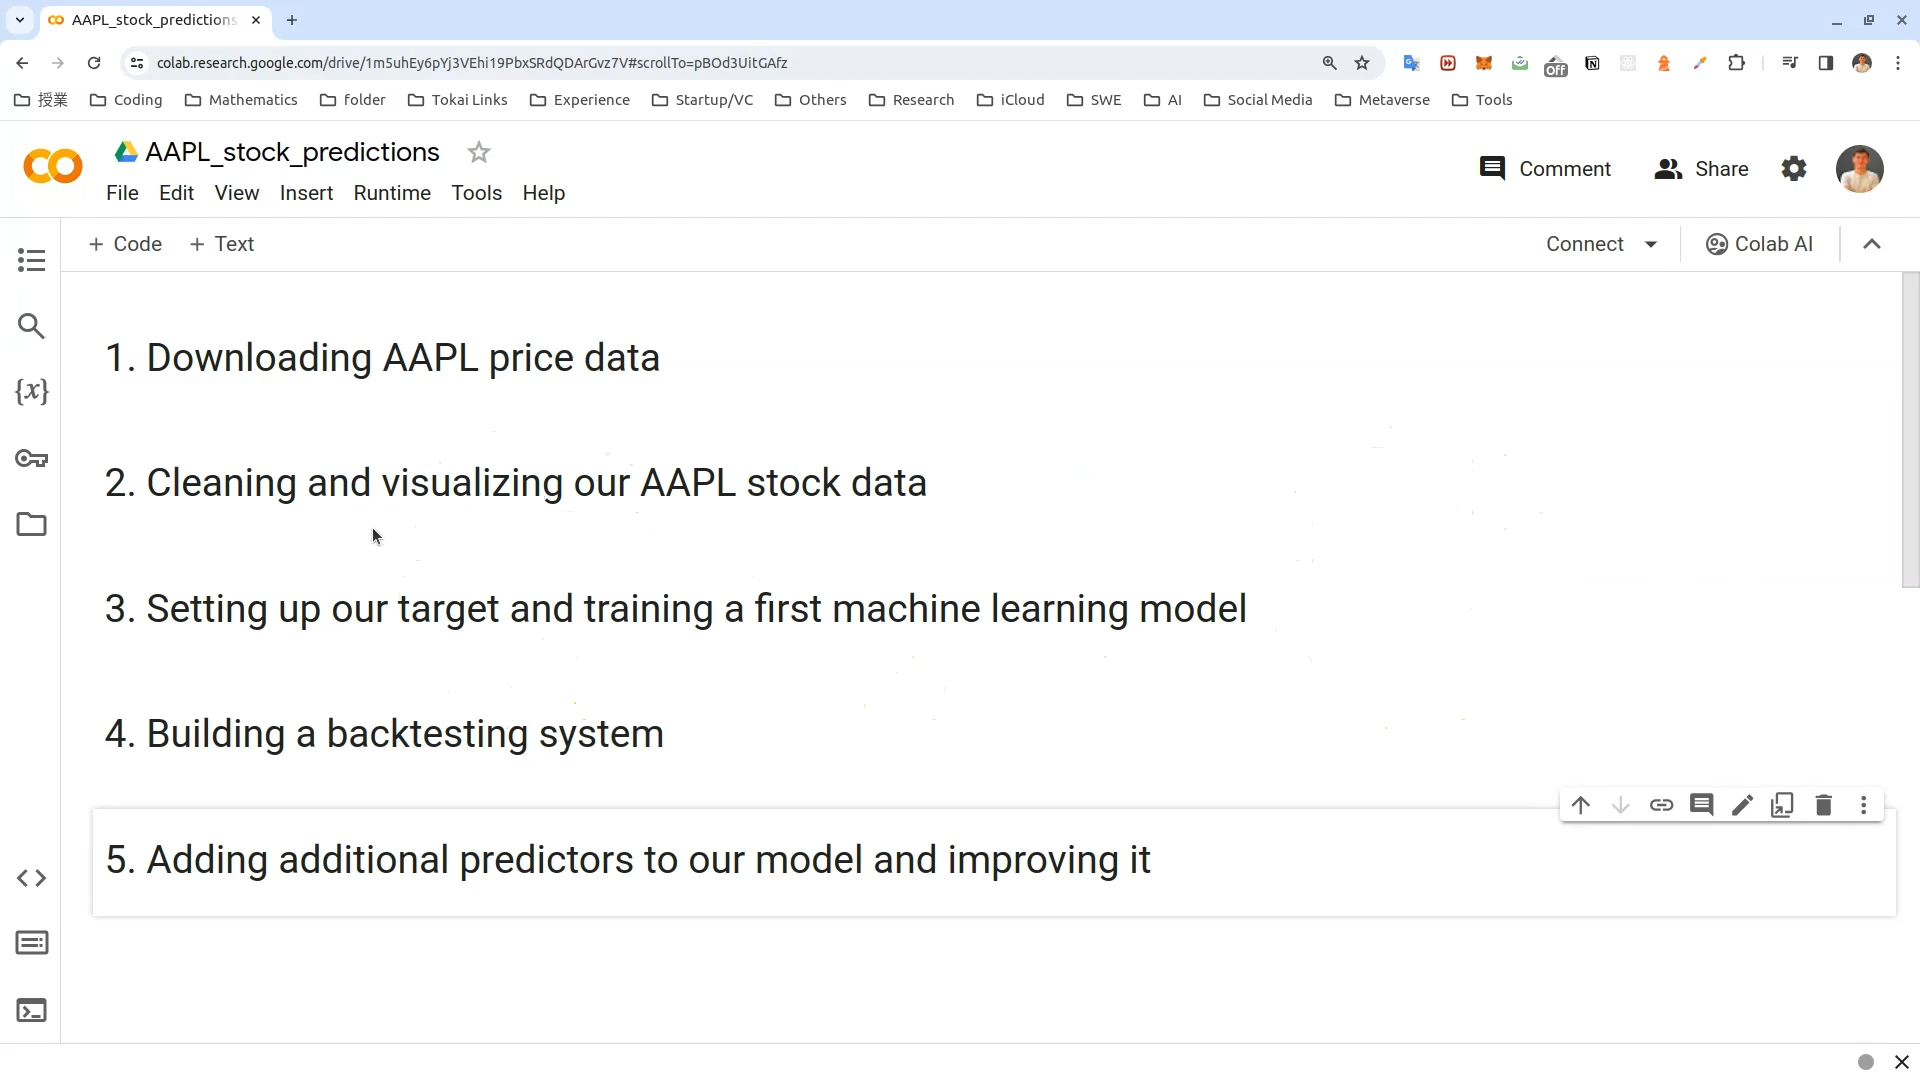 AAPL_stock_predictions
colab.research.google.com/drive/1m5uhEy6pYj3VEhi19PbxSRdQDArGvz7V#scrollTo=pBOd3UitGAfz
Off
授業 Coding Mathematics folder Tokai Links Experience Startup/VC Others Research iCloud SWE AI Social Media Metaverse Tools
AAPL_stock_predictions
Comment Share
File Edit View Insert Runtime Tools Help
+ Code + Text Connect Colab AI
{x}
1. Downloading AAPL price data
2. Cleaning and visualizing our AAPL stock data
3. Setting up our target and training a first machine learning model
4. Building a backtesting system
5. Adding additional predictors to our model and improving it